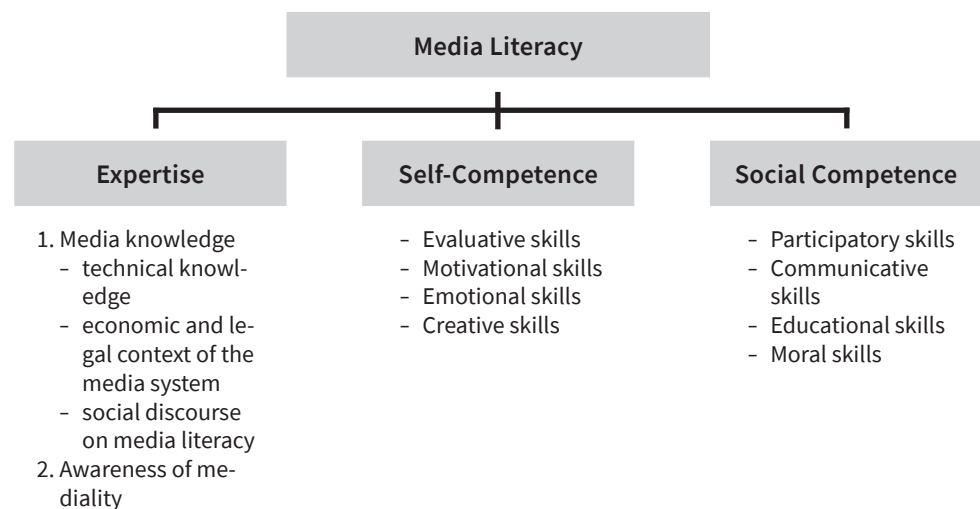 Media Literacy
Expertise
1. Media knowledge
– technical knowl-
edge
– economic and le-
gal context of the
media system
– social discourse
on media literacy
2. Awareness of me-
diality
Self-Competence
– Evaluative skills
– Motivational skills
– Emotional skills
– Creative skills
Social Competence
– Participatory skills
– Communicative
skills
– Educational skills
– Moral skills